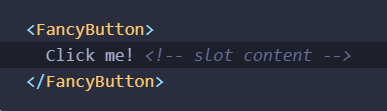 <FancyButton>
  Click me! <!-- slot content -->
</FancyButton>